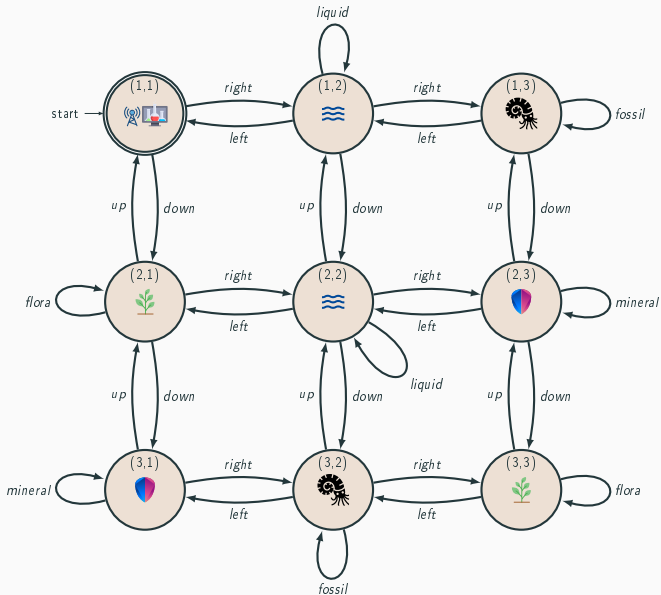 liquid
(1,1) right (1,2) right (1,3)
start fossil
left left
up down up down up down
(2,1) right (2,2) right (2,3)
flora mineral
left left
liquid
up down up down up down
(3,1) right (3,2) right (3,3)
mineral flora
left left
fossil